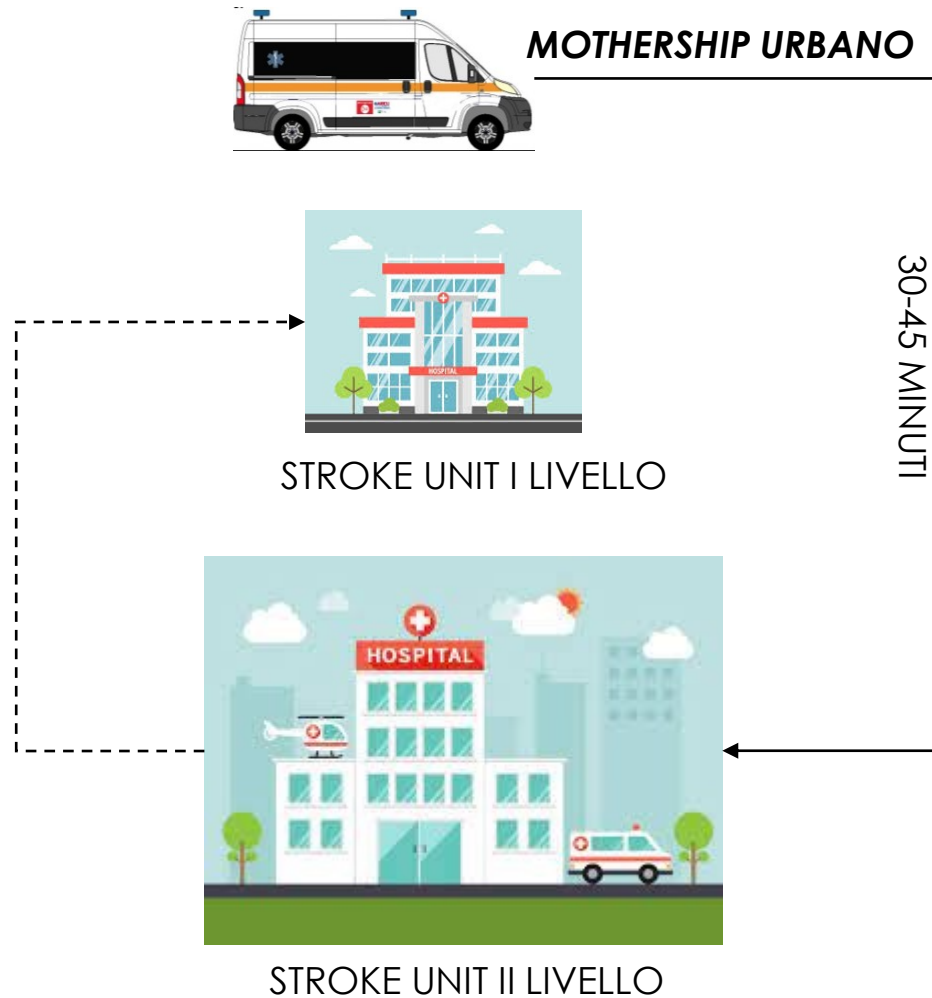 MOTHERSHIP URBANO
30-45 MINUTI
HOSPITAL
STROKE UNIT I LIVELLO
HOSPITAL
STROKE UNIT II LIVELLO